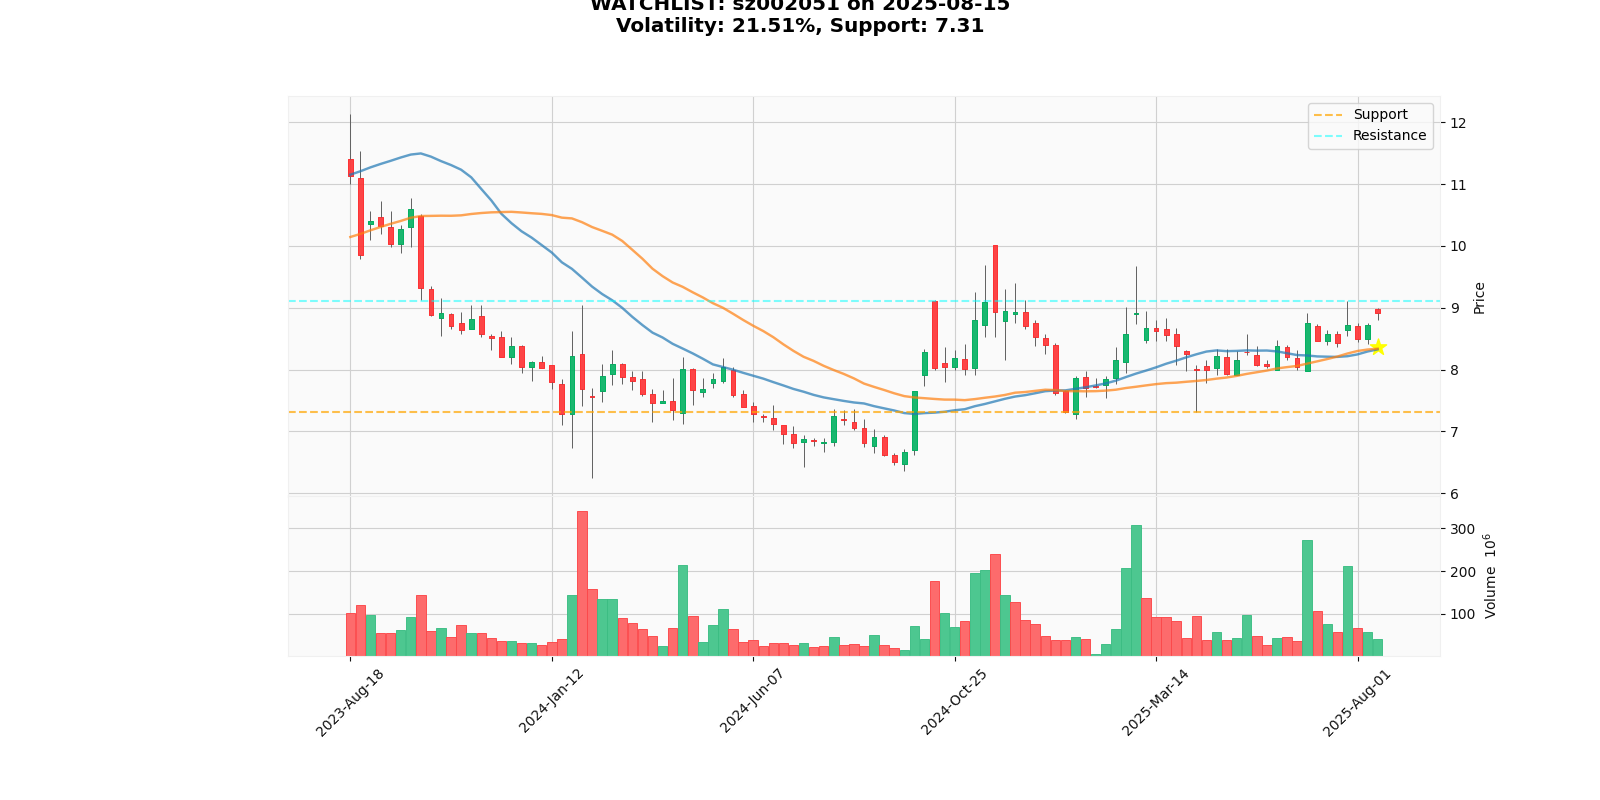 WATCHLIST: sz002051 on 2025-08-15
Volatility: 21.51%, Support: 7.31
Support
Resistance
12
11
10
9
8
7
6
Price
300
200
100
Volume 10^6
2023-Aug-18
2024-Jan-12
2024-Jun-07
2024-Oct-25
2025-Mar-14
2025-Aug-01